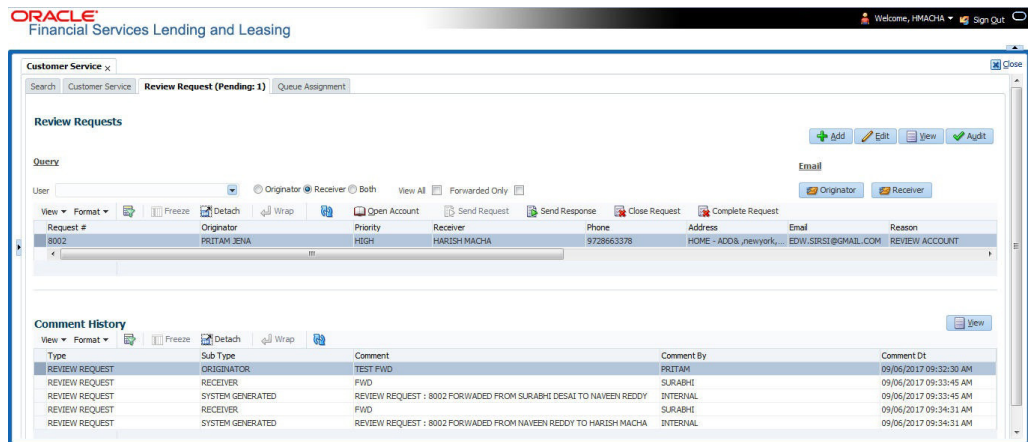 ORACLE®
Financial Services Lending and Leasing
Welcome, HMACHA Sign Out
Customer Service x Close
Search Customer Service Review Request (Pending: 1) Queue Assignment
Review Requests
Add Edit View Audit
Query Email
User Originator Receiver Both View All Forwarded Only Originator Receiver
View Format Freeze Detach Wrap Open Account Send Request Send Response Close Request Complete Request
Request # Originator Priority Receiver Phone Address Email Reason
8002 PRITAM JENA HIGH HARISH MACHA 9728663378 HOME - ADD& ,newyork,... EDW.SIRSI@GMAIL.COM REVIEW ACCOUNT
Comment History View
View Format Freeze Detach Wrap
Type Sub Type Comment Comment By Comment Dt
REVIEW REQUEST ORIGINATOR TEST FWD PRITAM 09/06/2017 09:32:30 AM
REVIEW REQUEST RECEIVER FWD SURABHI 09/06/2017 09:33:45 AM
REVIEW REQUEST SYSTEM GENERATED REVIEW REQUEST : 8002 FORWADED FROM SURABHI DESAI TO NAVEEN REDDY INTERNAL 09/06/2017 09:33:45 AM
REVIEW REQUEST RECEIVER FWD SURABHI 09/06/2017 09:34:31 AM
REVIEW REQUEST SYSTEM GENERATED REVIEW REQUEST : 8002 FORWADED FROM NAVEEN REDDY TO HARISH MACHA INTERNAL 09/06/2017 09:34:31 AM